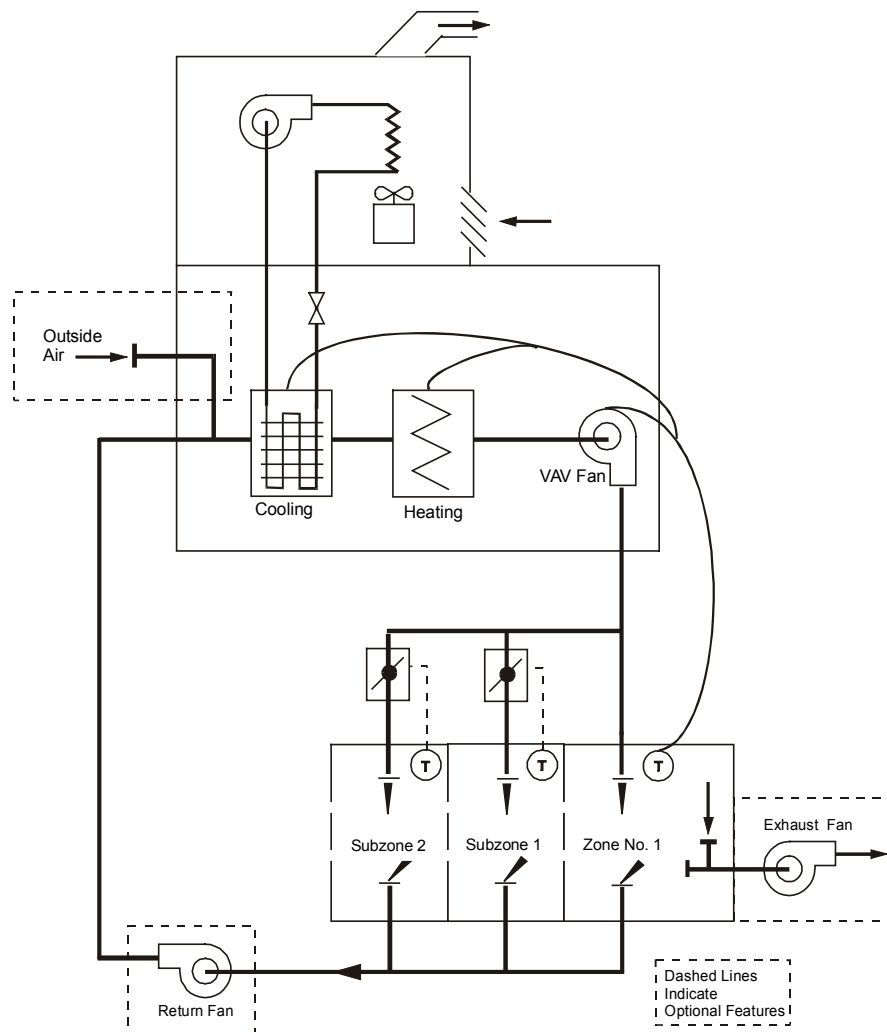 Outside
Air
Cooling
Heating
VAV Fan
T
T
T
Subzone 2
Subzone 1
Zone No. 1
Exhaust Fan
Return Fan
Dashed Lines
Indicate
Optional Features